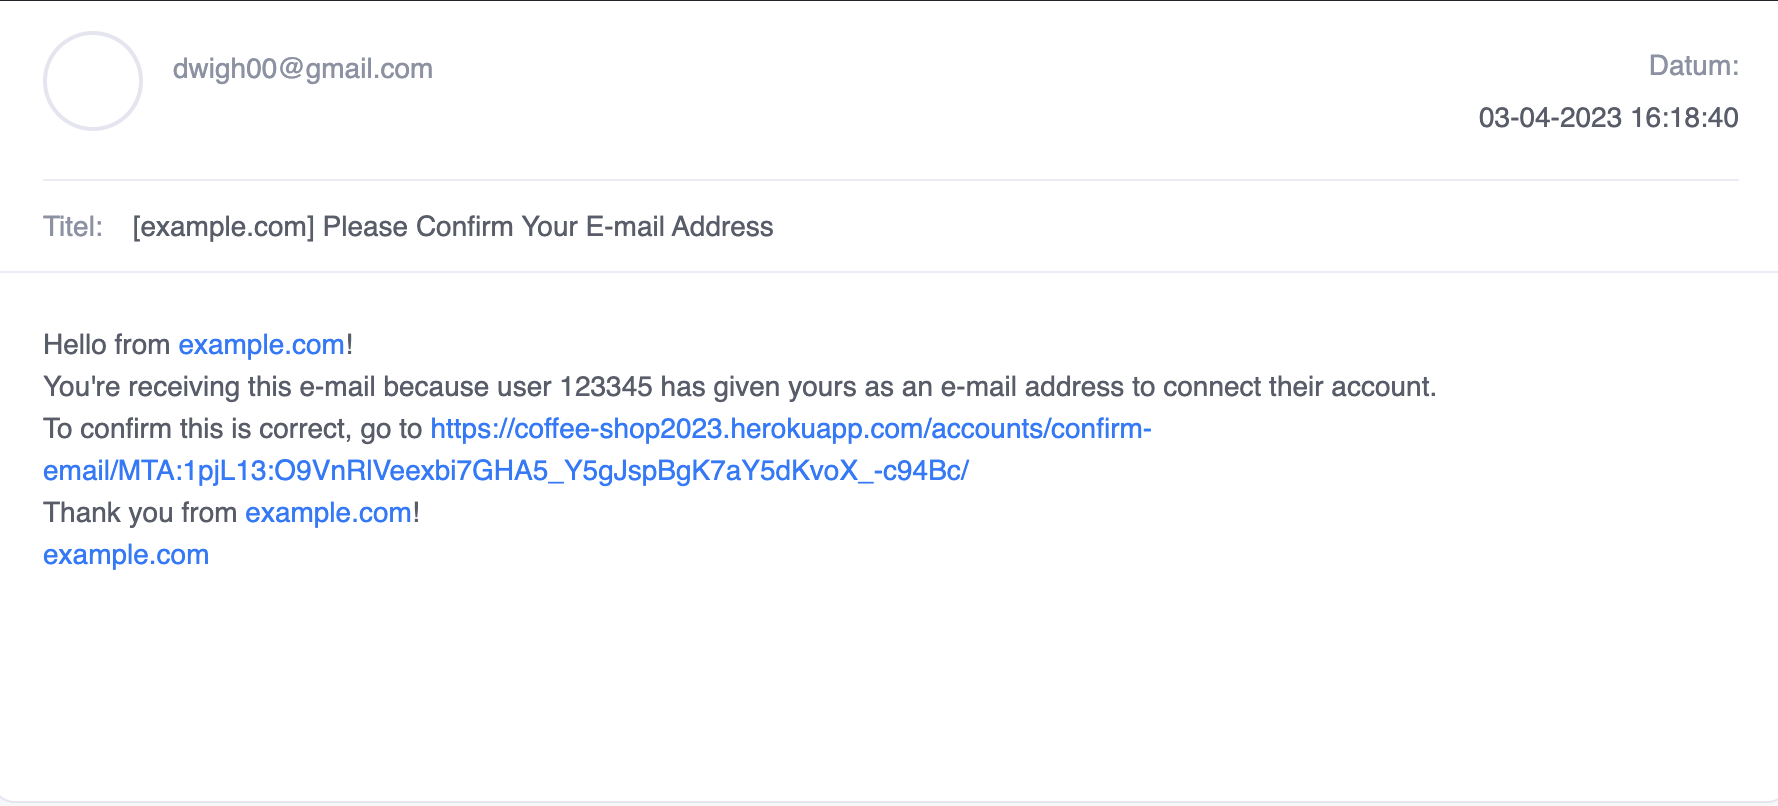 dwigh00@gmail.com
Datum:
03-04-2023 16:18:40
Titel: [example.com] Please Confirm Your E-mail Address
Hello from example.com!
You're receiving this e-mail because user 123345 has given yours as an e-mail address to connect their account.
To confirm this is correct, go to https://coffee-shop2023.herokuapp.com/accounts/confirm-
email/MTA:1pjL13:O9VnRlVeexbi7GHA5_Y5gJspBgK7aY5dKvoX_-c94Bc/
Thank you from example.com!
example.com